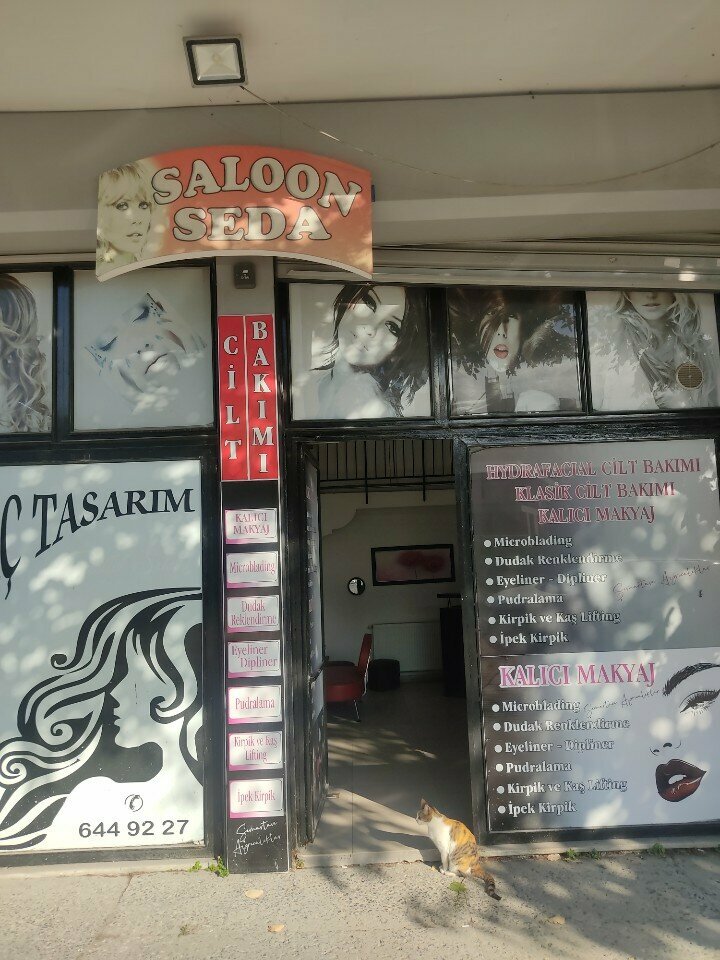 SALOON
SEDA
CİLT
BAKIMI
Ç TASARIM
644 92 27
KALICI
MAKYAJ
Microblading
Dudak
Reklendirme
Eyeliner
Dipliner
Pudralama
Kirpik ve Kaş
Lifting
İpek Kirpik
HYDRAFACIAL CİLT BAKIMI
KLASİK CİLT BAKIMI
KALICI MAKYAJ
Microblading
Dudak Renklendirme
Eyeliner - Dipliner
Pudralama
Kirpik ve Kaş Lifting
İpek Kirpik
KALICI MAKYAJ
Microblading
Dudak Renklendirme
Eyeliner - Dipliner
Pudralama
Kirpik ve Kaş Lifting
İpek Kirpik